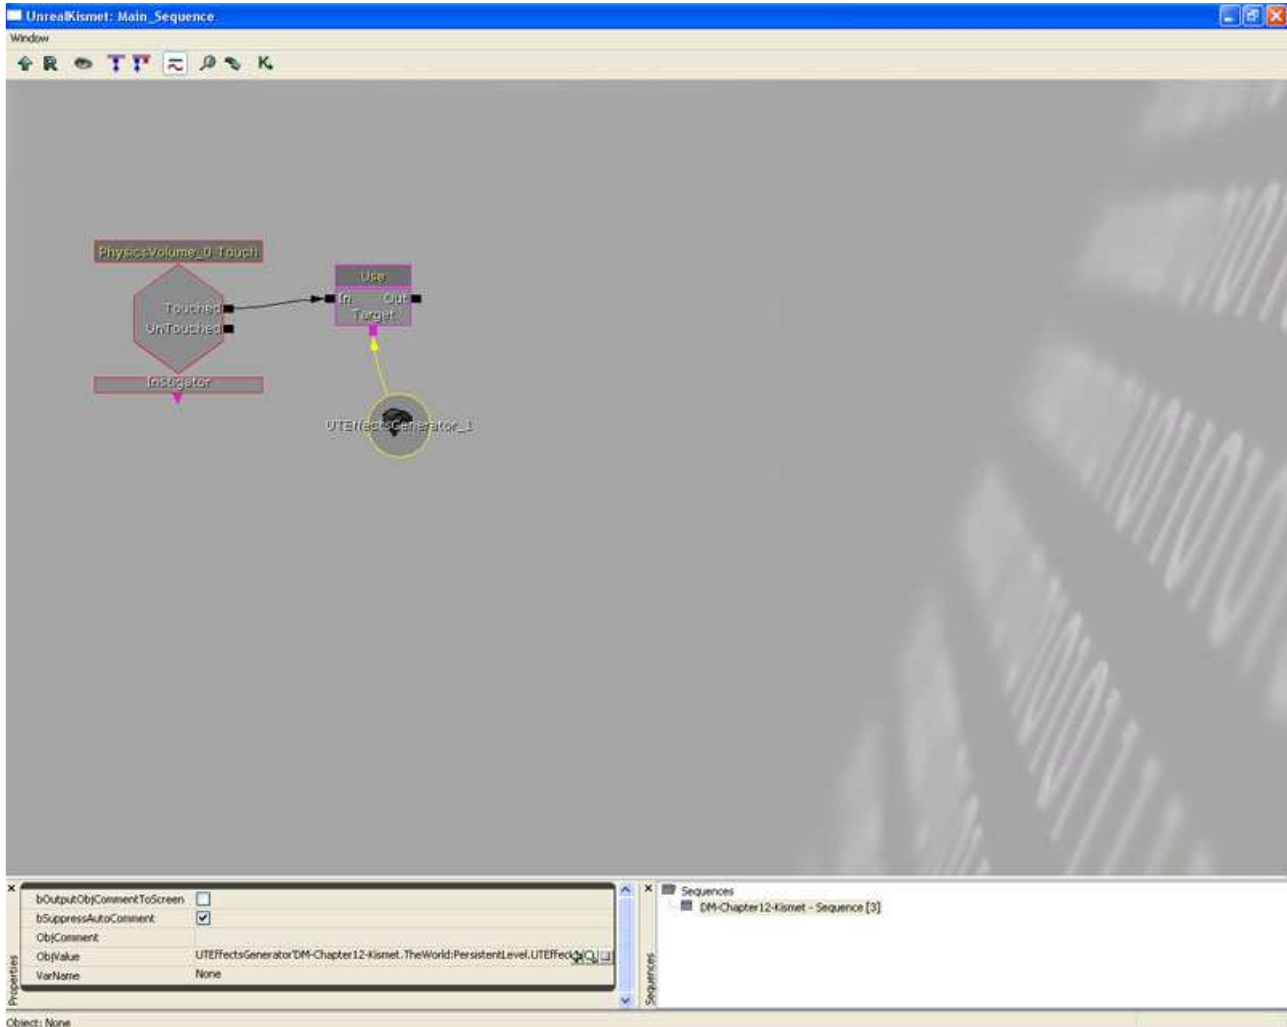 UnrealKismet: Main_Sequence
Window
PhysicsVolume_0 Touch
Touched
UnTouched
Instigator
Use
In Out
Target
UTEffectsGenerator_1
Properties
bOutputObjCommentToScreen
bSuppressAutoComment
ObjComment
ObjValue UTEffectsGenerator'DM-Chapter12-Kismet.TheWorld:PersistentLevel.UTEffec
VarName None
Sequences
Sequences
DM-Chapter12-Kismet - Sequence [3]
Object: None